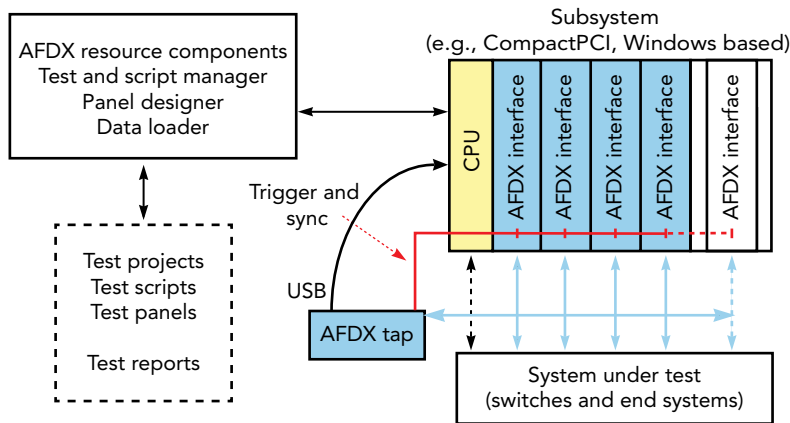 Subsystem
(e.g., CompactPCI, Windows based)
AFDX resource components
Test and script manager
Panel designer
Data loader
CPU
AFDX interface
AFDX interface
AFDX interface
AFDX interface
AFDX interface
Trigger and
sync
Test projects
Test scripts
Test panels
Test reports
USB
AFDX tap
System under test
(switches and end systems)